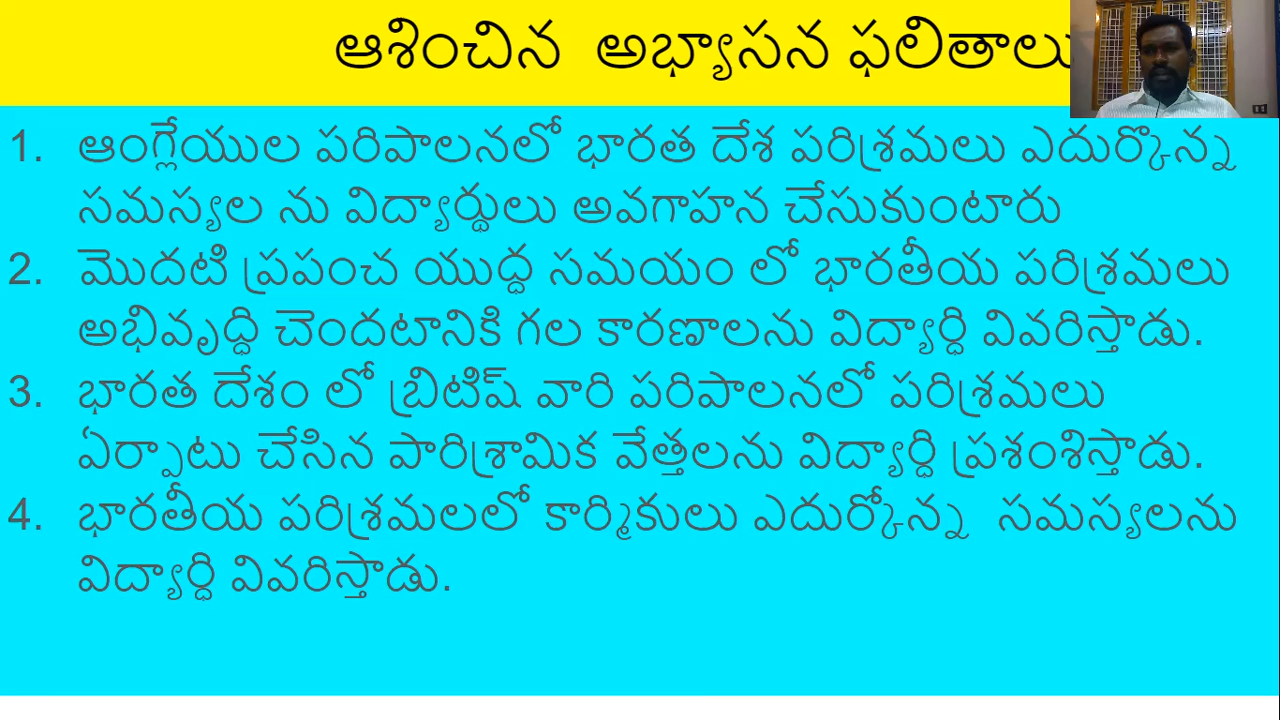 ఆశించిన అభ్యాసన ఫలితాలు
1. ఆంగ్లేయుల పరిపాలనలో భారత దేశ పరిశ్రమలు ఎదుర్కొన్న
సమస్యల ను విద్యార్థులు అవగాహన చేసుకుంటారు
2. మొదటి ప్రపంచ యుద్ధ సమయం లో భారతీయ పరిశ్రమలు
అభివృద్ధి చెందటానికి గల కారణాలను విద్యార్ధి వివరిస్తాడు.
3. భారత దేశం లో బ్రిటిష్ వారి పరిపాలనలో పరిశ్రమలు
ఏర్పాటు చేసిన పారిశ్రామిక వేత్తలను విద్యార్ధి ప్రశంశిస్తాడు.
4. భారతీయ పరిశ్రమలలో కార్మికులు ఎదుర్కోన్న సమస్యలను
విద్యార్ధి వివరిస్తాడు.